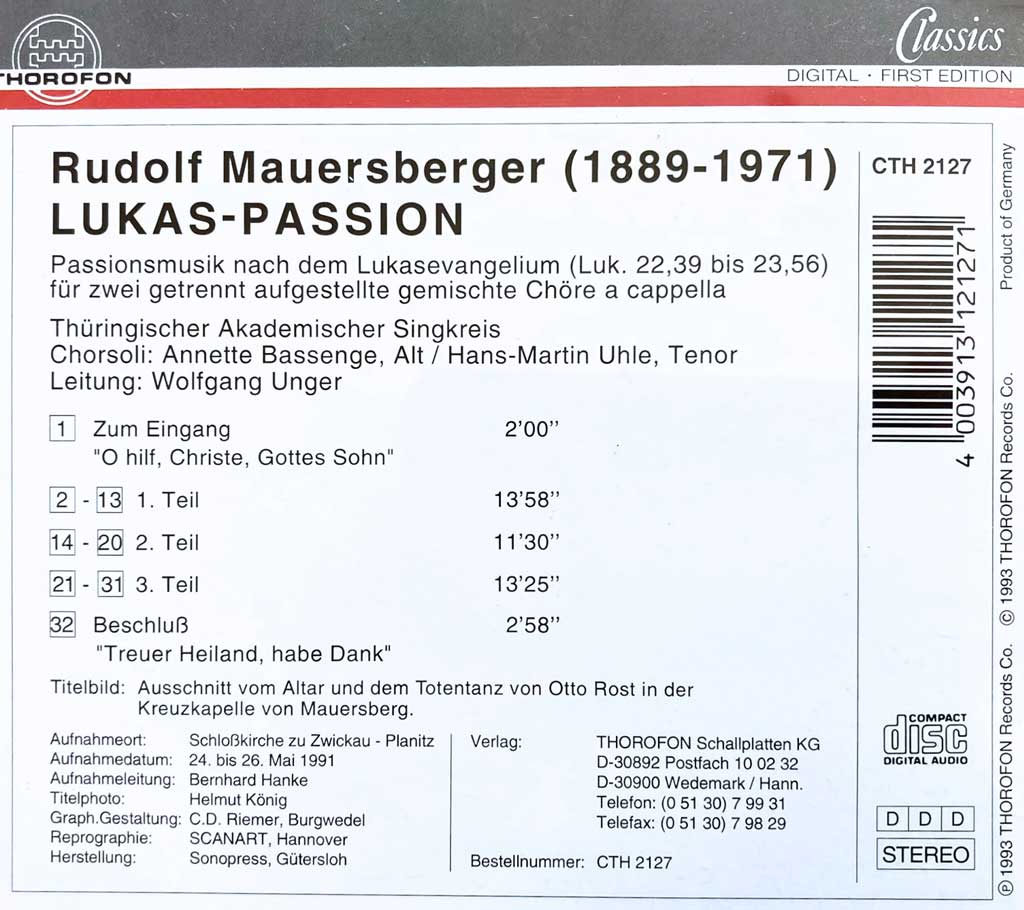 THOROFON
Classics
DIGITAL · FIRST EDITION
Rudolf Mauersberger (1889-1971)
LUKAS-PASSION
Passionsmusik nach dem Lukasevangelium (Luk. 22,39 bis 23,56)
für zwei getrennt aufgestellte gemischte Chöre a cappella
Thüringischer Akademischer Singkreis
Chorsoli: Annette Bassenge, Alt / Hans-Martin Uhle, Tenor
Leitung: Wolfgang Unger
1 Zum Eingang 2'00''
"O hilf, Christe, Gottes Sohn"
2 - 13 1. Teil 13'58''
14 - 20 2. Teil 11'30''
21 - 31 3. Teil 13'25''
32 Beschluß 2'58''
"Treuer Heiland, habe Dank"
Titelbild: Ausschnitt vom Altar und dem Totentanz von Otto Rost in der
Kreuzkapelle von Mauersberg.
Aufnahmeort: Schloßkirche zu Zwickau - Planitz
Aufnahmedatum: 24. bis 26. Mai 1991
Aufnahmeleitung: Bernhard Hanke
Titelphoto: Helmut König
Graph.Gestaltung: C.D. Riemer, Burgwedel
Reprographie: SCANART, Hannover
Herstellung: Sonopress, Gütersloh
Verlag: THOROFON Schallplatten KG
D-30892 Postfach 10 02 32
D-30900 Wedemark / Hann.
Telefon: (0 51 30) 7 99 31
Telefax: (0 51 30) 7 98 29
Bestellnummer: CTH 2127
CTH 2127
4 003913 121271
COMPACT
disc
DIGITAL AUDIO
D D D
STEREO
Ⓟ 1993 THOROFON Records Co. © 1993 THOROFON Records Co. Product of Germany